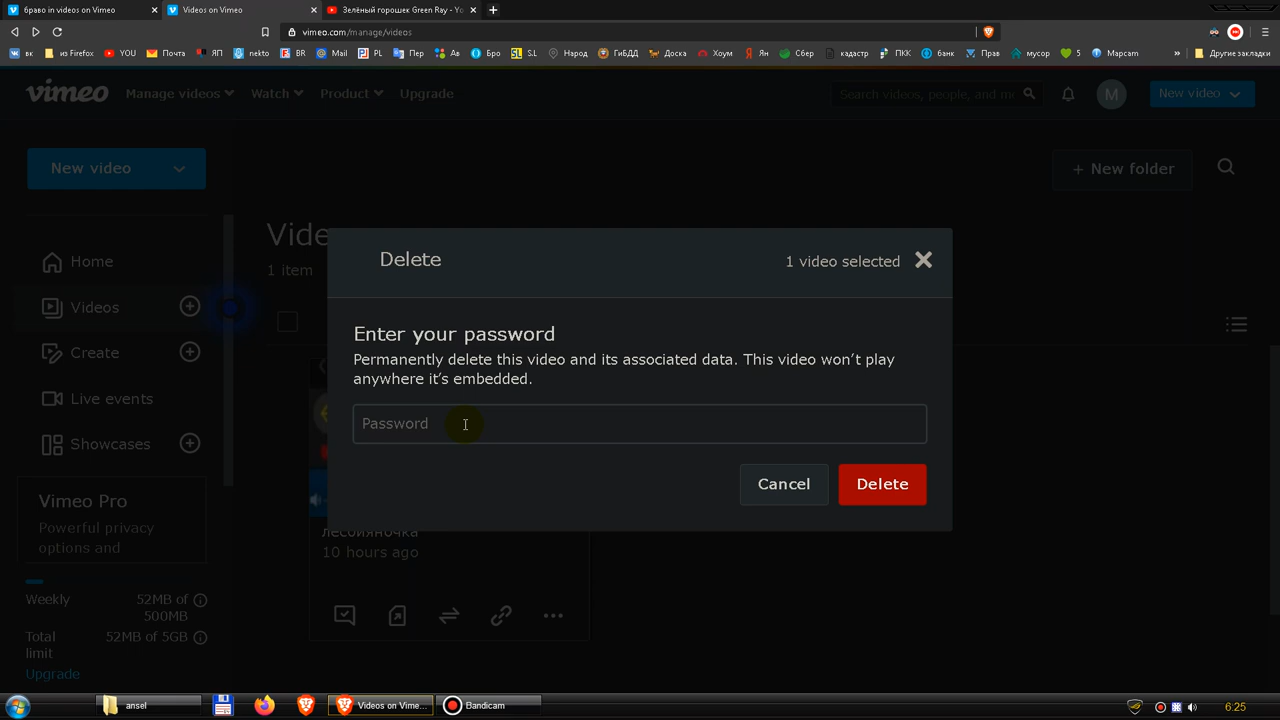 браво in videos on Vimeo
Videos on Vimeo
Зелёный горошек Green Ray - Yo
vimeo.com/manage/videos
вк
из Firefox
YOU
Почта
ЯП
nekto
BR
Mail
PL
Пер
Ав
Бро
S.L
Народ
ГиБДД
Доска
Хоум
Ян
Сбер
кадастр
ПКК
банк
Прав
мусор
5
Марсам
»
Другие закладки
vimeo
Manage videos
Watch
Product
Upgrade
Search videos, people, and m
M
New video
New video
+ New folder
Home
Videos
Create
Live events
Showcases
Vimeo Pro
Powerful privacy
options and
Weekly
52MB of
500MB
Total
limit
52MB of 5GB
Upgrade
Vide
1 item
Delete
1 video selected
Enter your password
Permanently delete this video and its associated data. This video won't play
anywhere it's embedded.
Password
Cancel
Delete
10 hours ago
ansel
Videos on Vime...
Bandicam
6:25